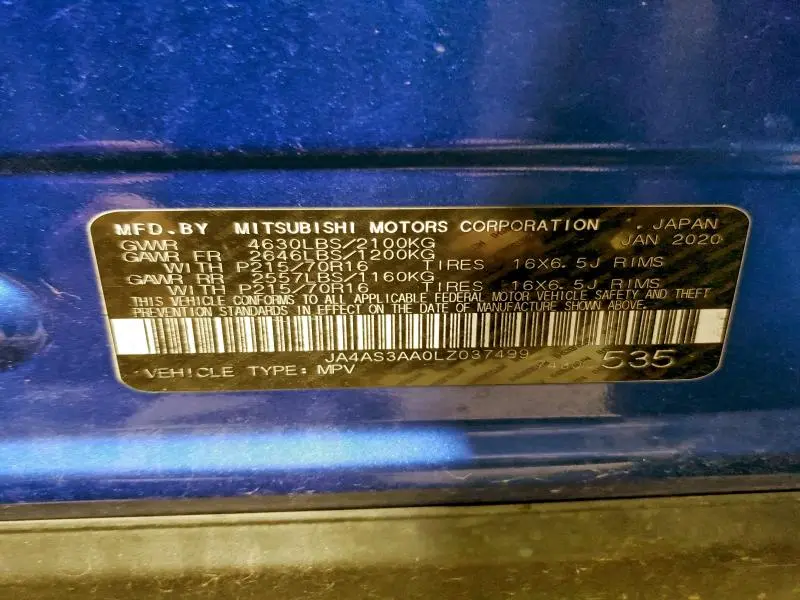 MFD.BY MITSUBISHI MOTORS CORPORATION . JAPAN
GVWR 4630LBS/2100KG JAN 2020
GAWR FR 2646LBS/1200KG
WITH P215/70R16 TIRES 16X6.5J RIMS
GAWR RR 2557LBS/1160KG
WITH P215/70R16 TIRES 16X6.5J RIMS
THIS VEHICLE CONFORMS TO ALL APPLICABLE FEDERAL MOTOR VEHICLE SAFETY AND THEFT
PREVENTION STANDARDS IN EFFECT ON THE DATE OF MANUFACTURE SHOWN ABOVE.
JA4AS3AA0LZ037499
VEHICLE TYPE: MPV 535